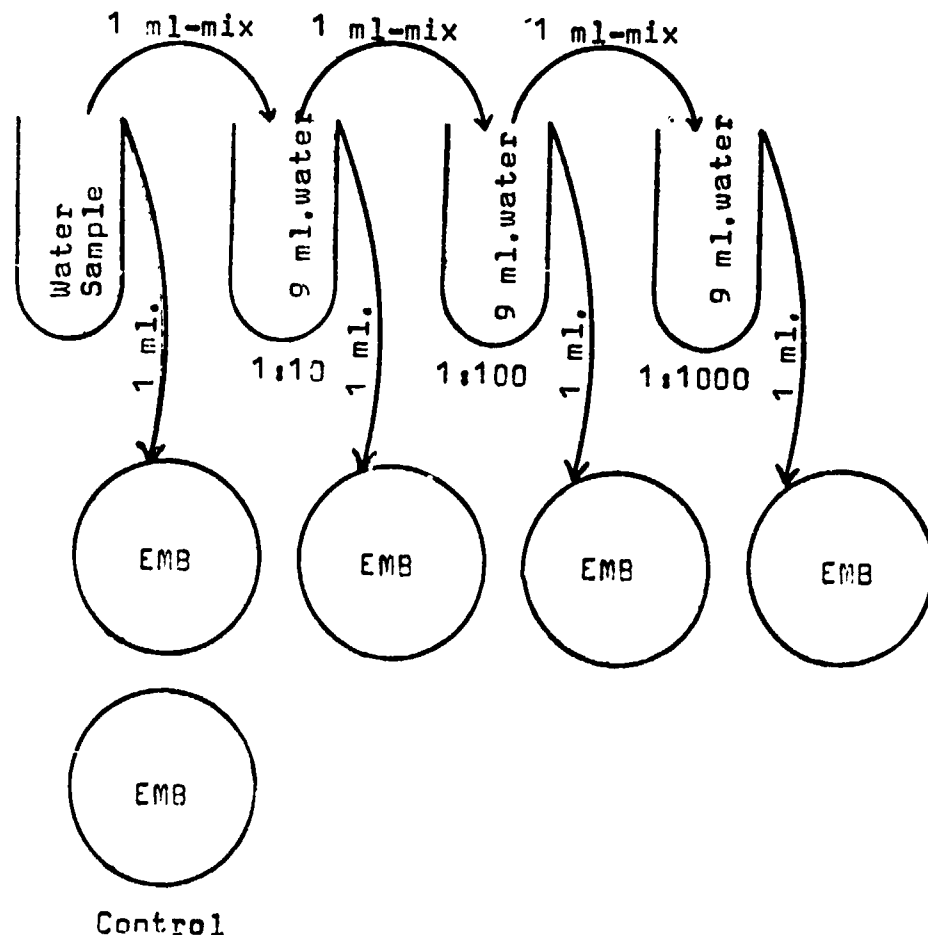 1 ml-mix
1 ml-mix
1 ml-mix
Water
Sample
9 ml.water
9 ml.water
9 ml.water
1 ml.
1:10
1 ml.
1:100
1 ml.
1:1000
1 ml.
EMB
EMB
EMB
EMB
EMB
Control